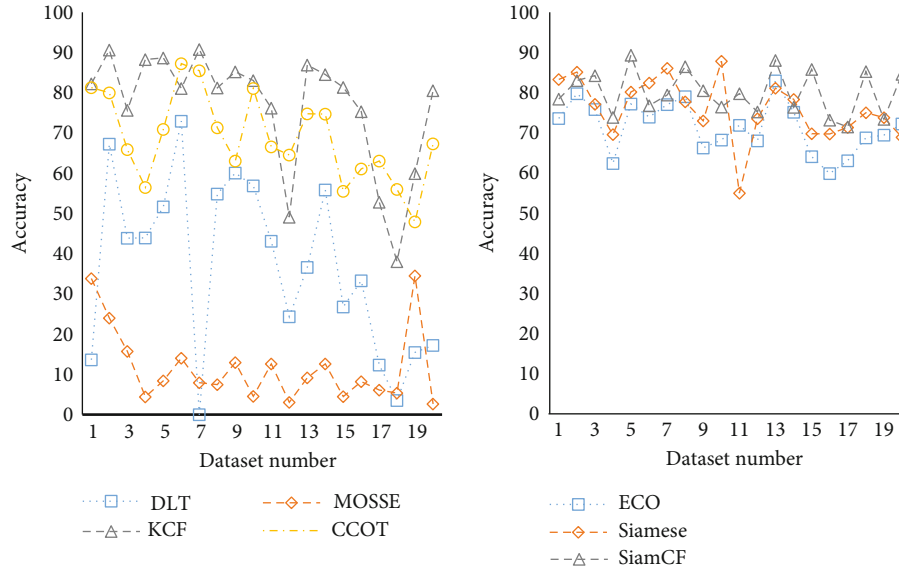 100
90
80
70
60
50
40
30
20
10
0
Accuracy
1 3 5 7 9 11 13 15 17 19
Dataset number
DLT MOSSE
KCF CCOT
100
90
80
70
60
50
40
30
20
10
0
Accuracy
1 3 5 7 9 11 13 15 17 19
Dataset number
ECO
Siamese
SiamCF